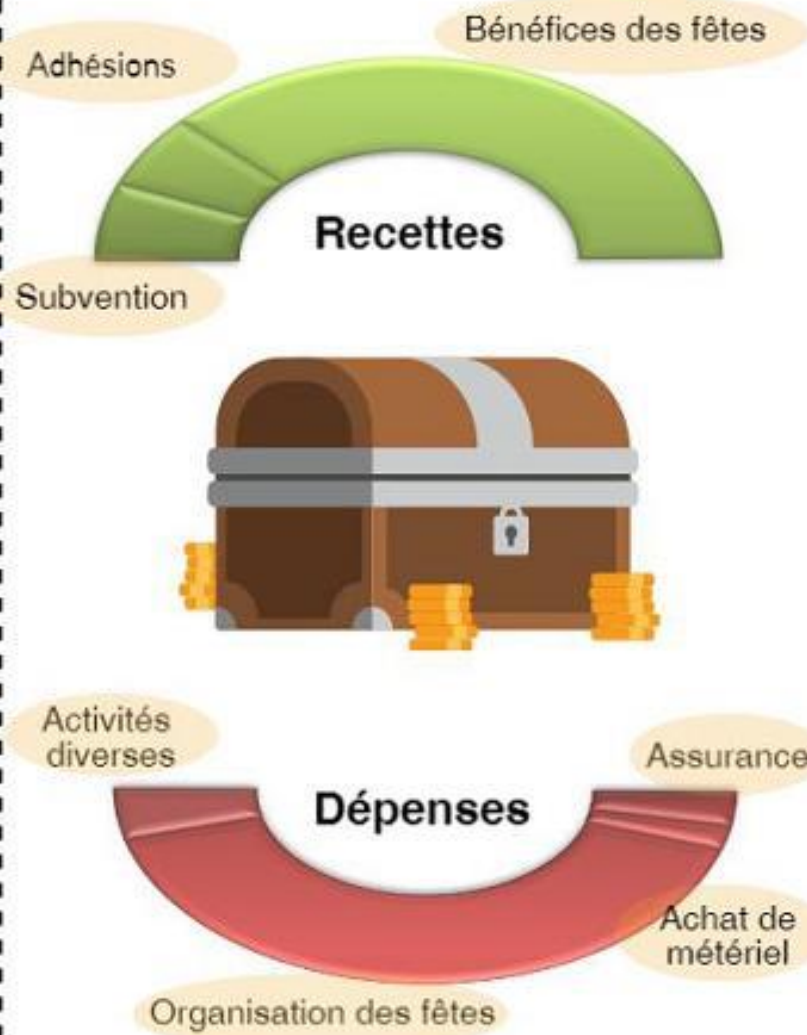 Bénéfices des fêtes
Adhésions
Recettes
Subvention
Activités
diverses
Assurance
Dépenses
Achat de
métériel
Organisation des fêtes